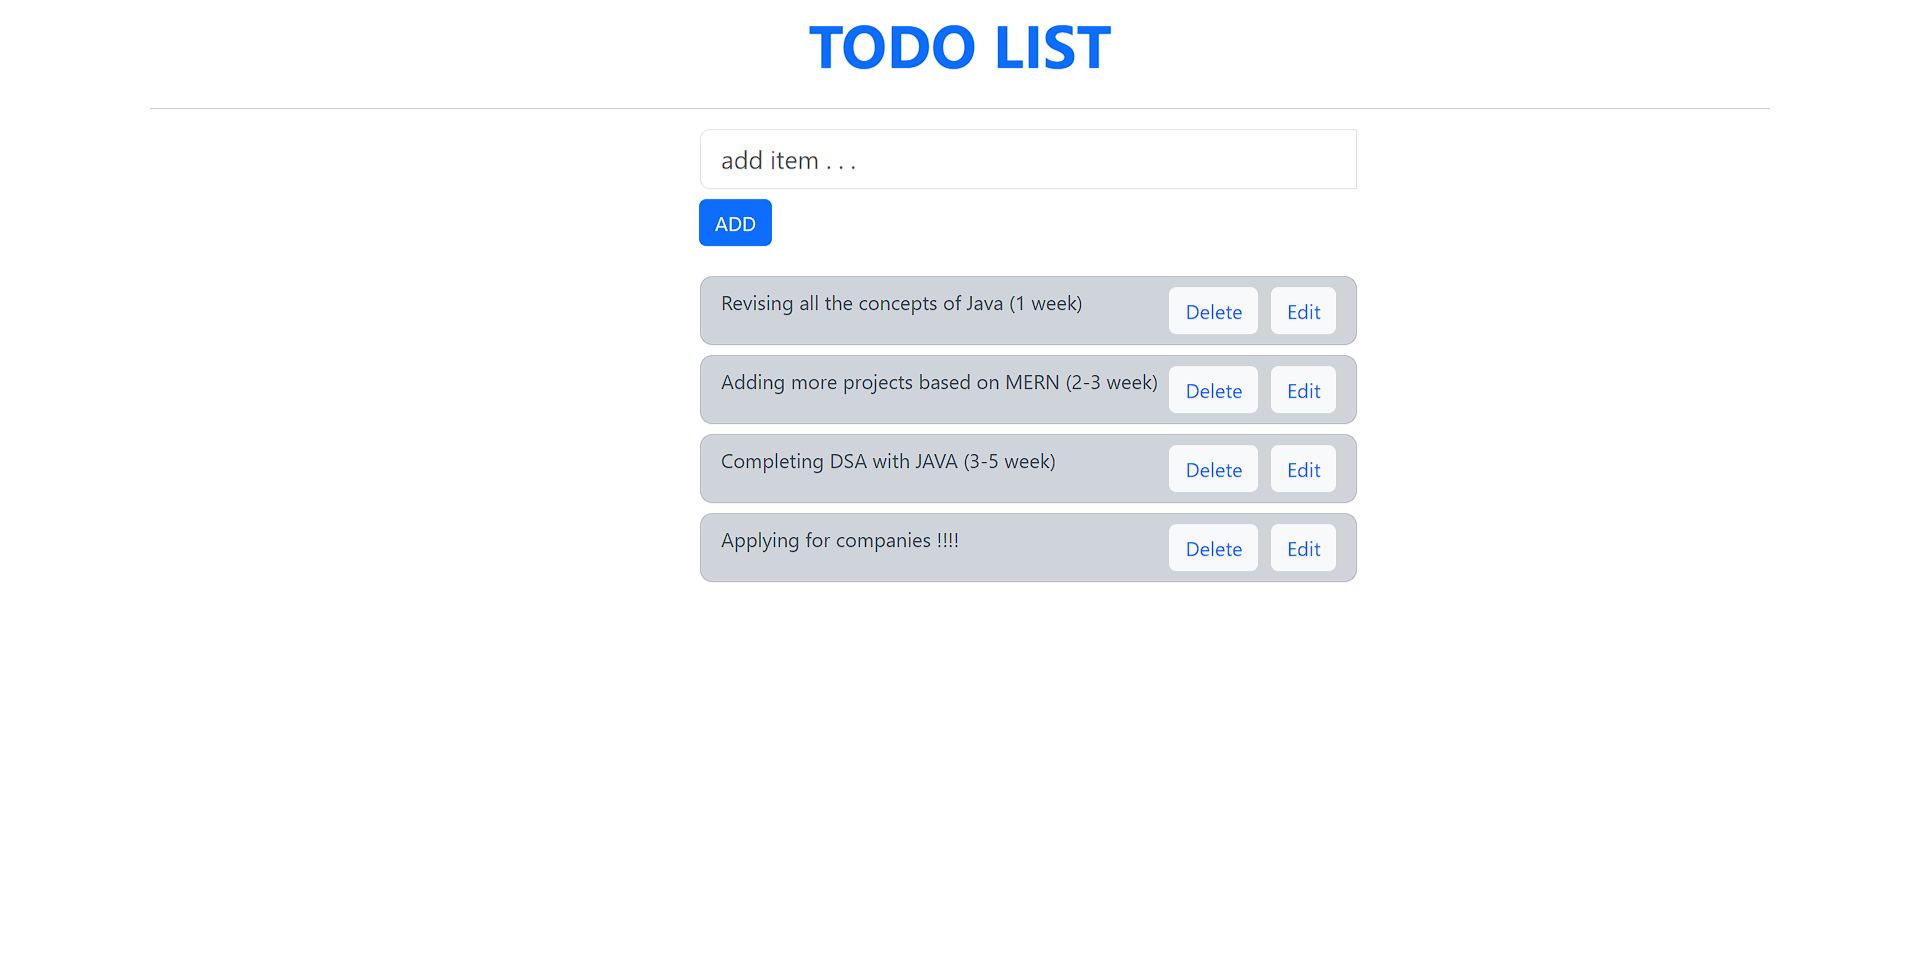 TODO LIST
add item . . .
ADD
Revising all the concepts of Java (1 week) Delete Edit
Adding more projects based on MERN (2-3 week) Delete Edit
Completing DSA with JAVA (3-5 week) Delete Edit
Applying for companies !!!! Delete Edit